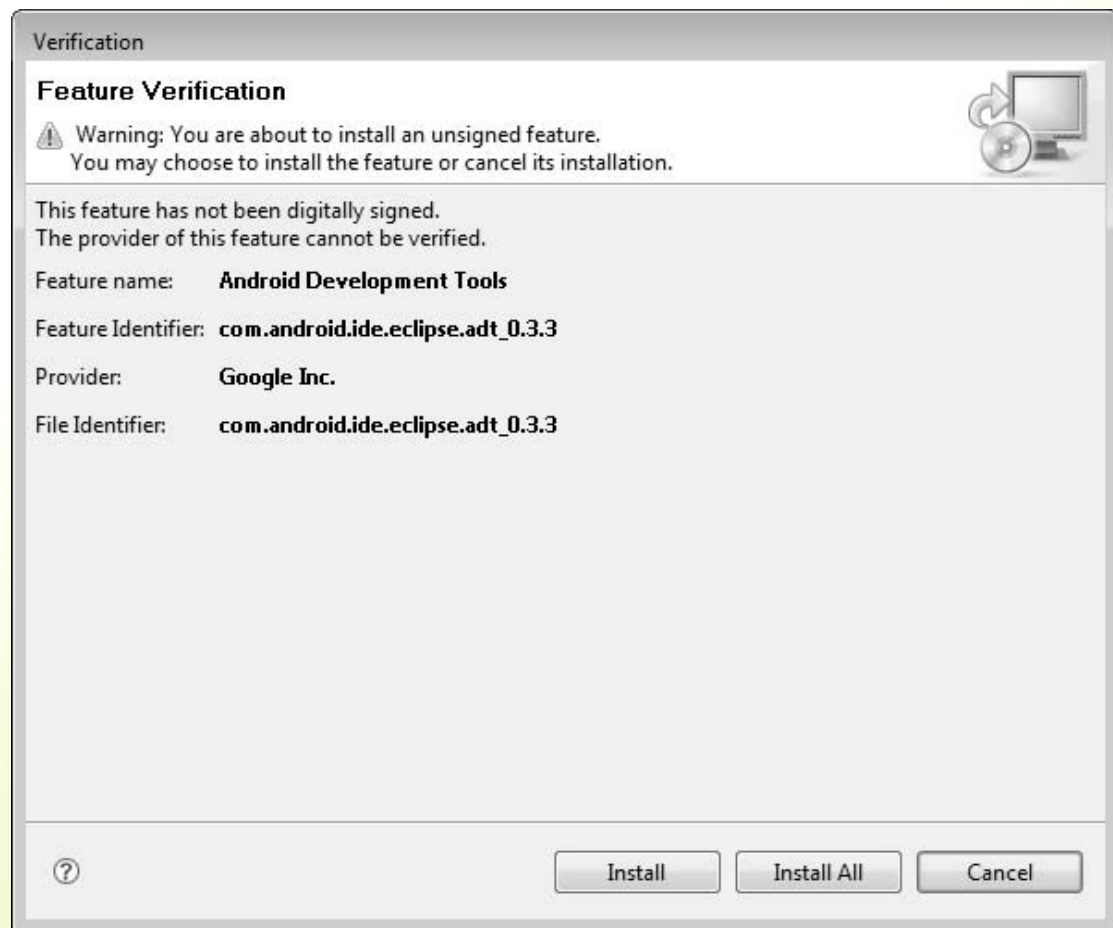 Verification
Feature Verification
Warning: You are about to install an unsigned feature.
You may choose to install the feature or cancel its installation.
This feature has not been digitally signed.
The provider of this feature cannot be verified.
Feature name: Android Development Tools
Feature Identifier: com.android.ide.eclipse.adt_0.3.3
Provider: Google Inc.
File Identifier: com.android.ide.eclipse.adt_0.3.3
? Install Install All Cancel